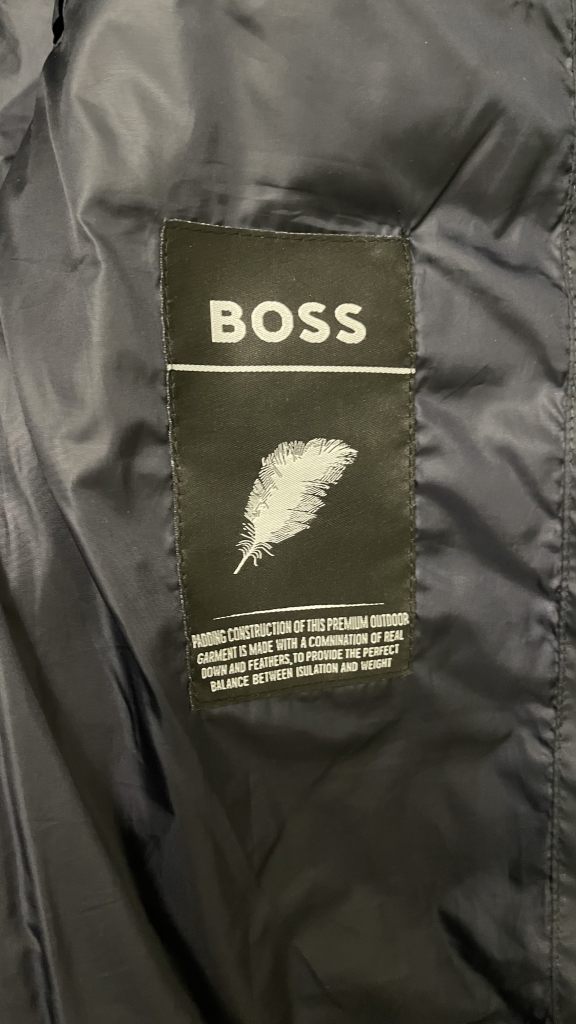 BOSS
PADDING CONSTRUCTION OF THIS PREMIUM OUTDOOR
GARMENT IS MADE WITH A COMNINATION OF REAL
DOWN AND FEATHERS, TO PROVIDE THE PERFECT
BALANCE BETWEEN ISULATION AND WEIGHT